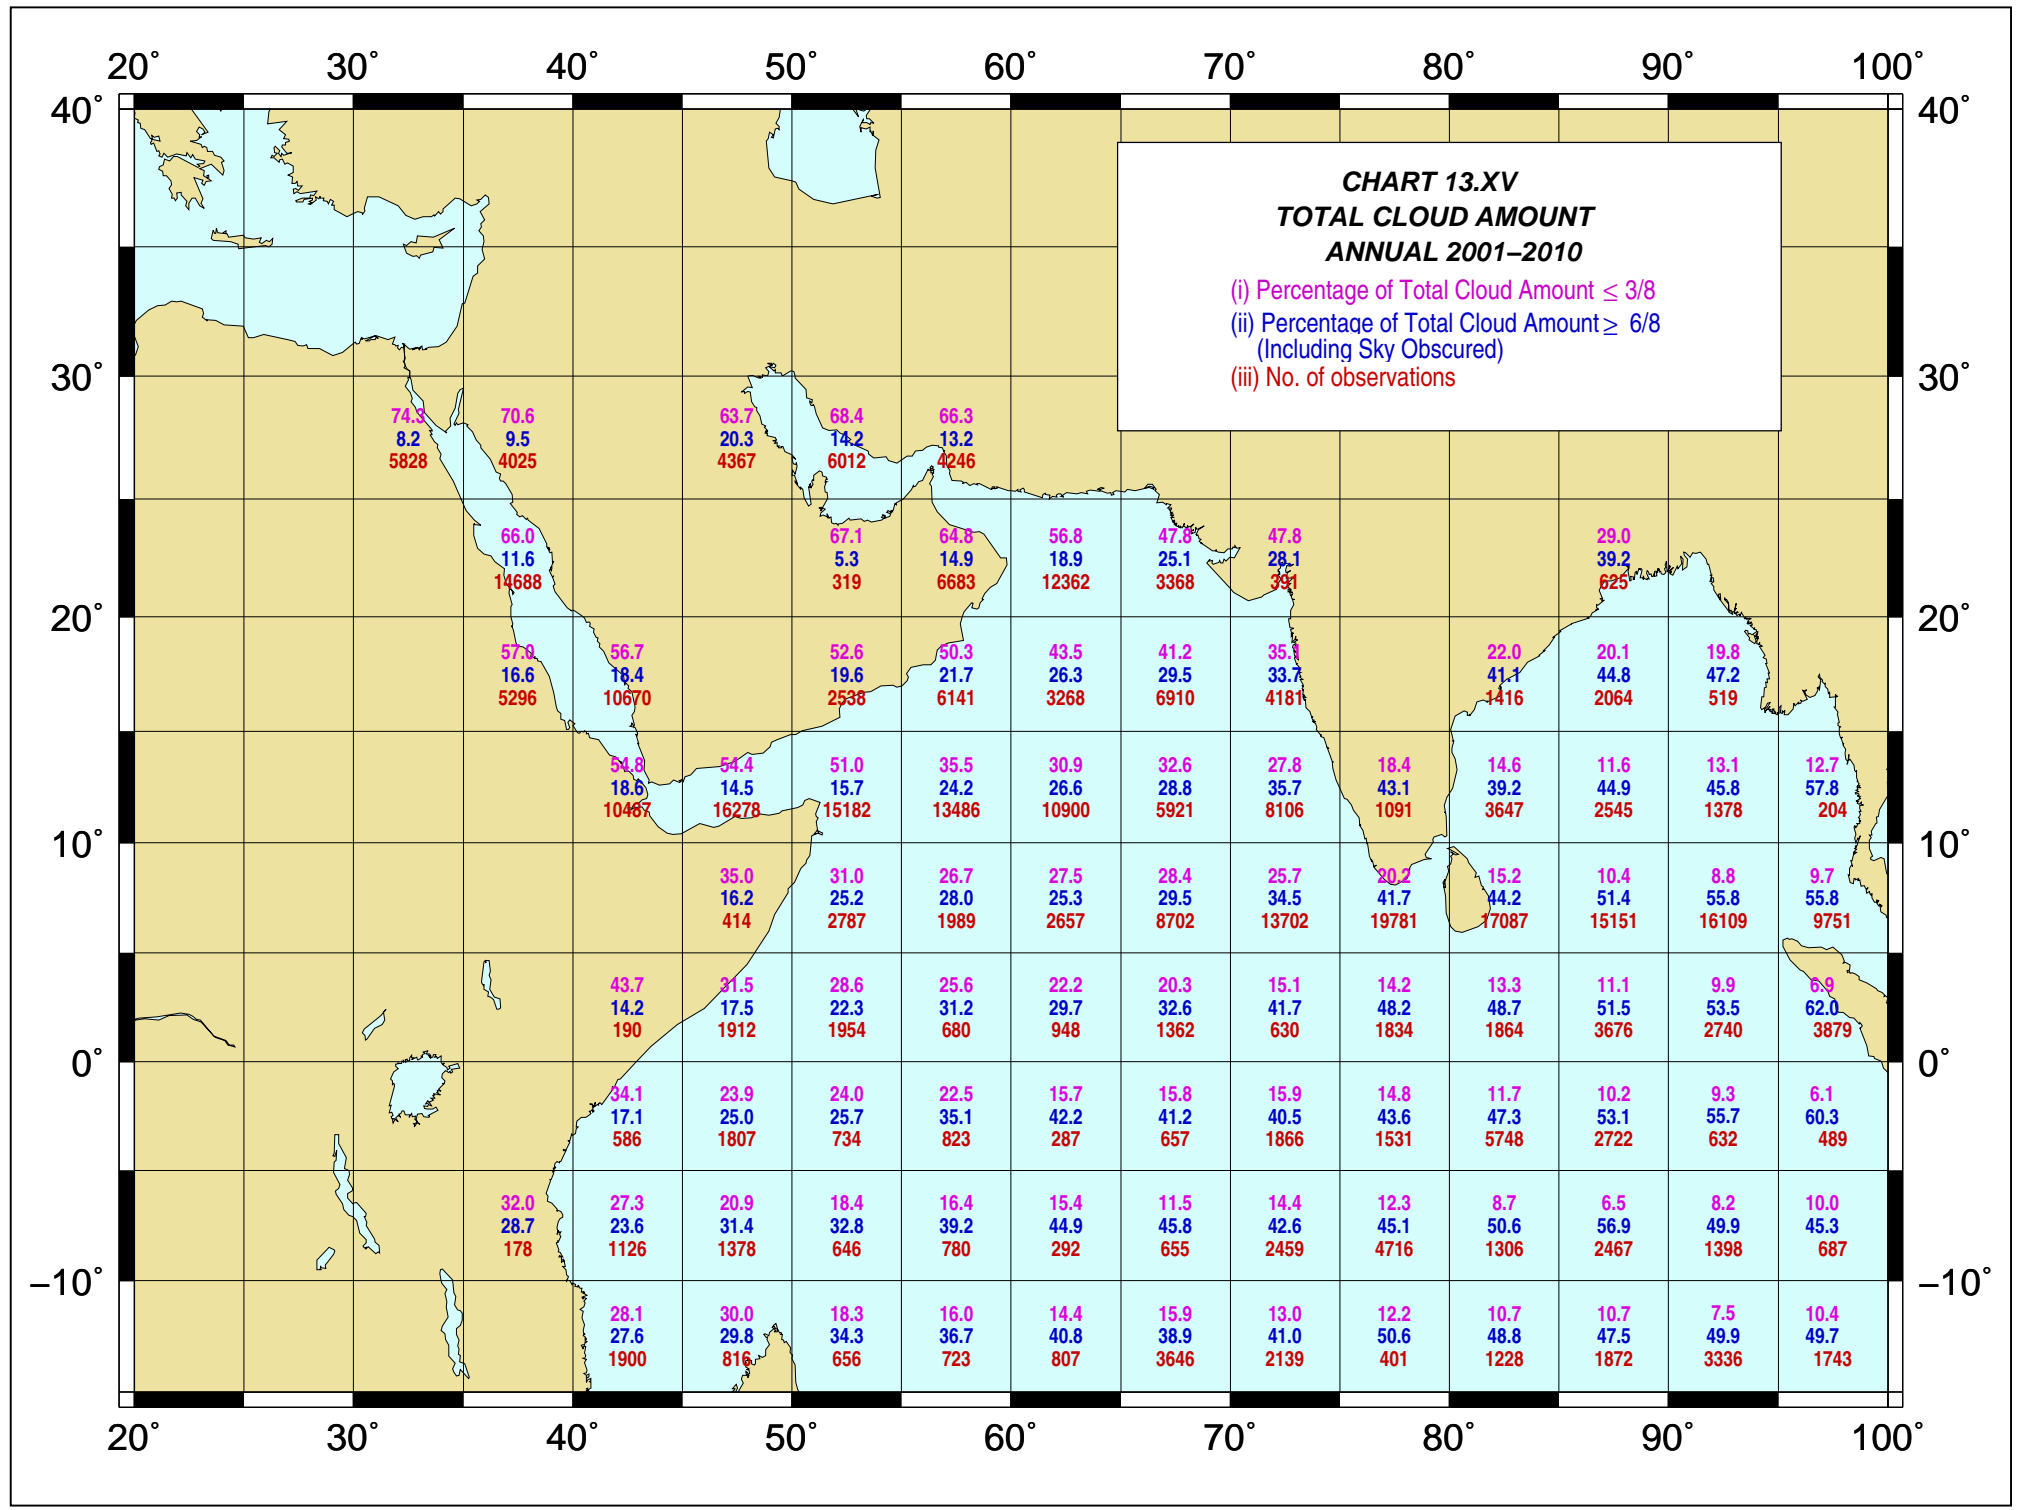 20° 30° 40° 50° 60° 70° 80° 90° 100°
40° 40°
CHART 13.XV
TOTAL CLOUD AMOUNT
ANNUAL 2001–2010
(i) Percentage of Total Cloud Amount ≤ 3/8
(ii) Percentage of Total Cloud Amount ≥ 6/8
(Including Sky Obscured)
(iii) No. of observations
30° 30°
74.3 70.6 63.7 68.4 66.3
8.2 9.5 20.3 14.2 13.2
5828 4025 4367 6012 4246
66.0 67.1 64.8 56.8 47.8 47.8 29.0
11.6 5.3 14.9 18.9 25.1 28.1 39.2
14688 319 6683 12362 3368 391 625
20° 20°
57.0 56.7 52.6 50.3 43.5 41.2 35.1 22.0 20.1 19.8
16.6 18.4 19.6 21.7 26.3 29.5 33.7 41.1 44.8 47.2
5296 10670 2538 6141 3268 6910 4181 1416 2064 519
54.8 54.4 51.0 35.5 30.9 32.6 27.8 18.4 14.6 11.6 13.1 12.7
18.6 14.5 15.7 24.2 26.6 28.8 35.7 43.1 39.2 44.9 45.8 57.8
10487 16278 15182 13486 10900 5921 8106 1091 3647 2545 1378 204
10° 10°
35.0 31.0 26.7 27.5 28.4 25.7 20.2 15.2 10.4 8.8 9.7
16.2 25.2 28.0 25.3 29.5 34.5 41.7 44.2 51.4 55.8 55.8
414 2787 1989 2657 8702 13702 19781 17087 15151 16109 9751
43.7 31.5 28.6 25.6 22.2 20.3 15.1 14.2 13.3 11.1 9.9 6.9
14.2 17.5 22.3 31.2 29.7 32.6 41.7 48.2 48.7 51.5 53.5 62.0
190 1912 1954 680 948 1362 630 1834 1864 3676 2740 3879
0° 0°
34.1 23.9 24.0 22.5 15.7 15.8 15.9 14.8 11.7 10.2 9.3 6.1
17.1 25.0 25.7 35.1 42.2 41.2 40.5 43.6 47.3 53.1 55.7 60.3
586 1807 734 823 287 657 1866 1531 5748 2722 632 489
32.0 27.3 20.9 18.4 16.4 15.4 11.5 14.4 12.3 8.7 6.5 8.2 10.0
28.7 23.6 31.4 32.8 39.2 44.9 45.8 42.6 45.1 50.6 56.9 49.9 45.3
178 1126 1378 646 780 292 655 2459 4716 1306 2467 1398 687
–10° –10°
28.1 30.0 18.3 16.0 14.4 15.9 13.0 12.2 10.7 10.7 7.5 10.4
27.6 29.8 34.3 36.7 40.8 38.9 41.0 50.6 48.8 47.5 49.9 49.7
1900 816 656 723 807 3646 2139 401 1228 1872 3336 1743
20° 30° 40° 50° 60° 70° 80° 90° 100°